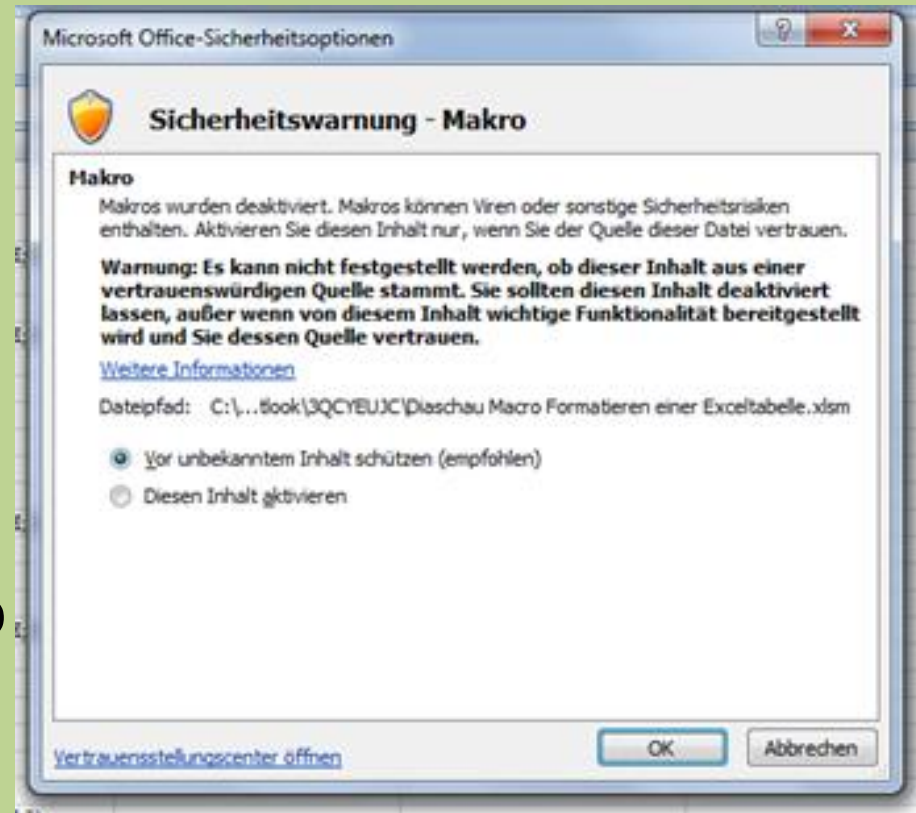 Microsoft Office-Sicherheitsoptionen
Sicherheitswarnung - Makro
Makro
Makros wurden deaktiviert. Makros können Viren oder sonstige Sicherheitsrisiken
enthalten. Aktivieren Sie diesen Inhalt nur, wenn Sie der Quelle dieser Datei vertrauen.
Warnung: Es kann nicht festgestellt werden, ob dieser Inhalt aus einer
vertrauenswürdigen Quelle stammt. Sie sollten diesen Inhalt deaktiviert
lassen, außer wenn von diesem Inhalt wichtige Funktionalität bereitgestellt
wird und Sie dessen Quelle vertrauen.
Weitere Informationen
Dateipfad: C:\...tlook\3QCYEUJC\Diaschau Macro Formatieren einer Exceltabelle.xlsm
Vor unbekanntem Inhalt schützen (empfohlen)
Diesen Inhalt aktivieren
Vertrauensstellungscenter öffnen
OK
Abbrechen